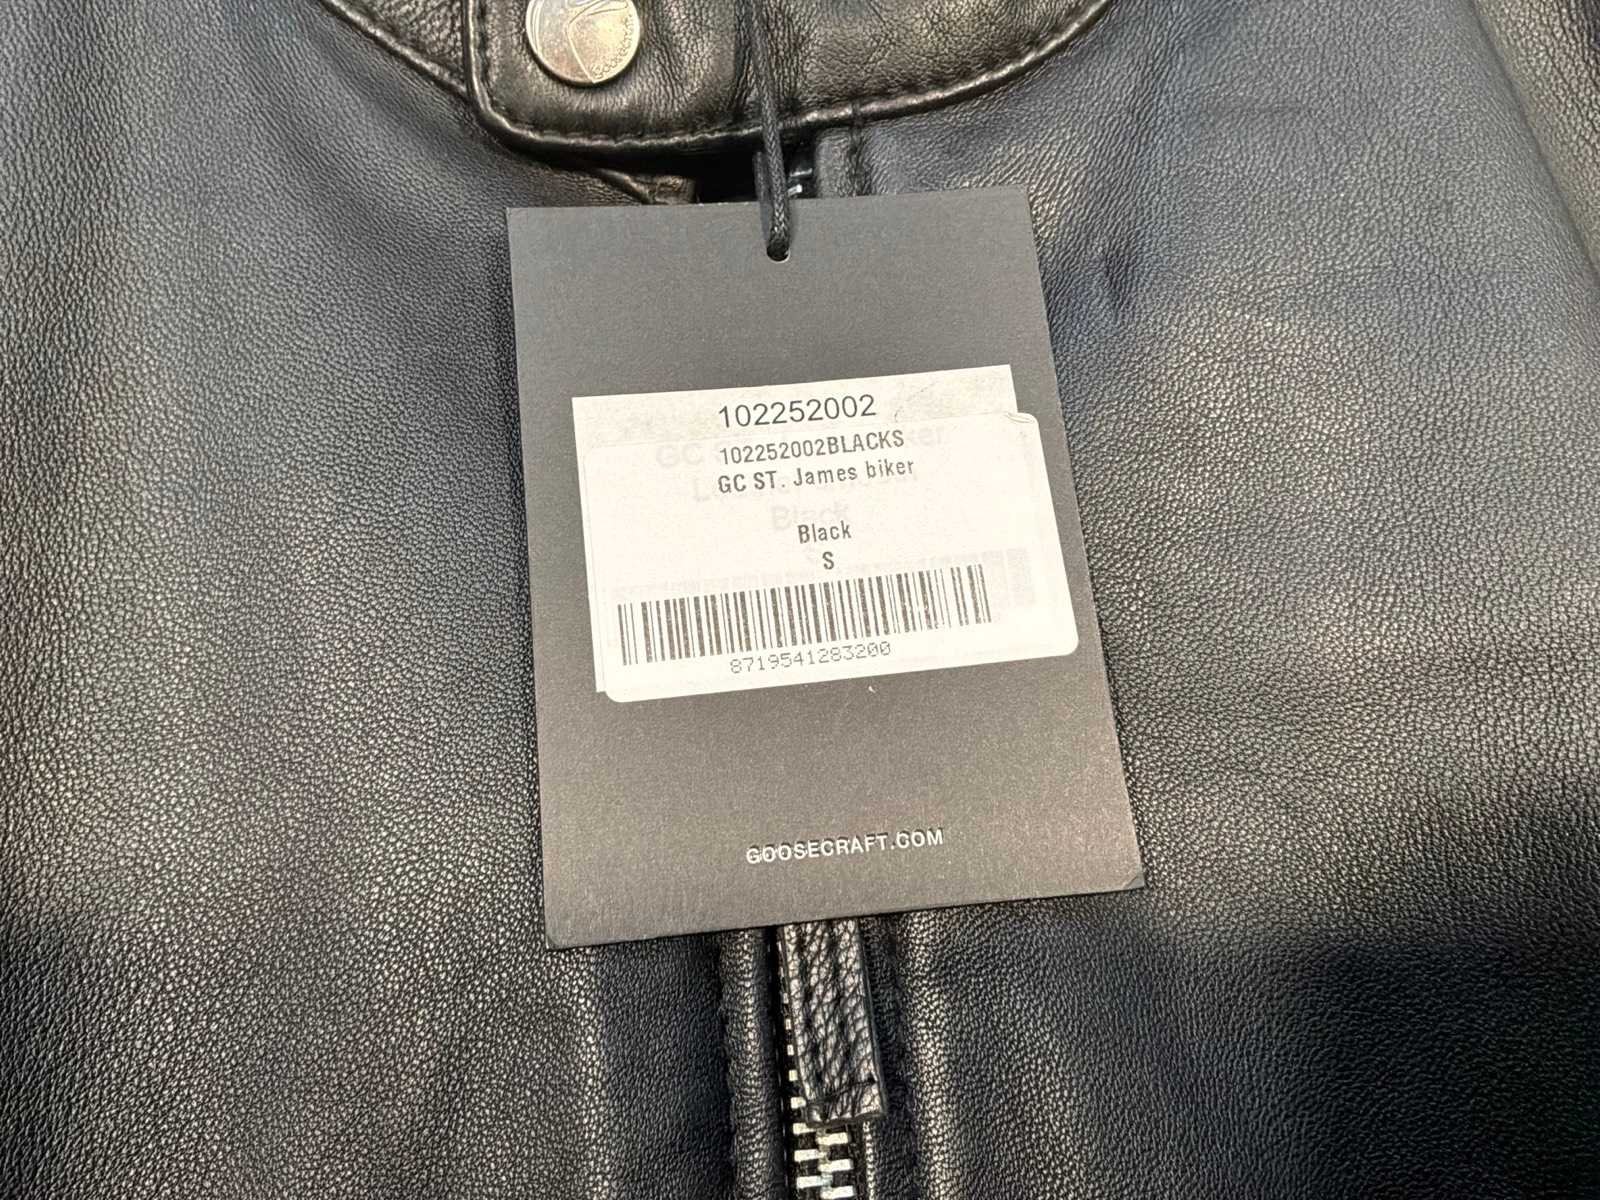 102252002
102252002BLACKS
GC ST. James biker
Black
S
8719541283200
GOOSECRAFT.COM